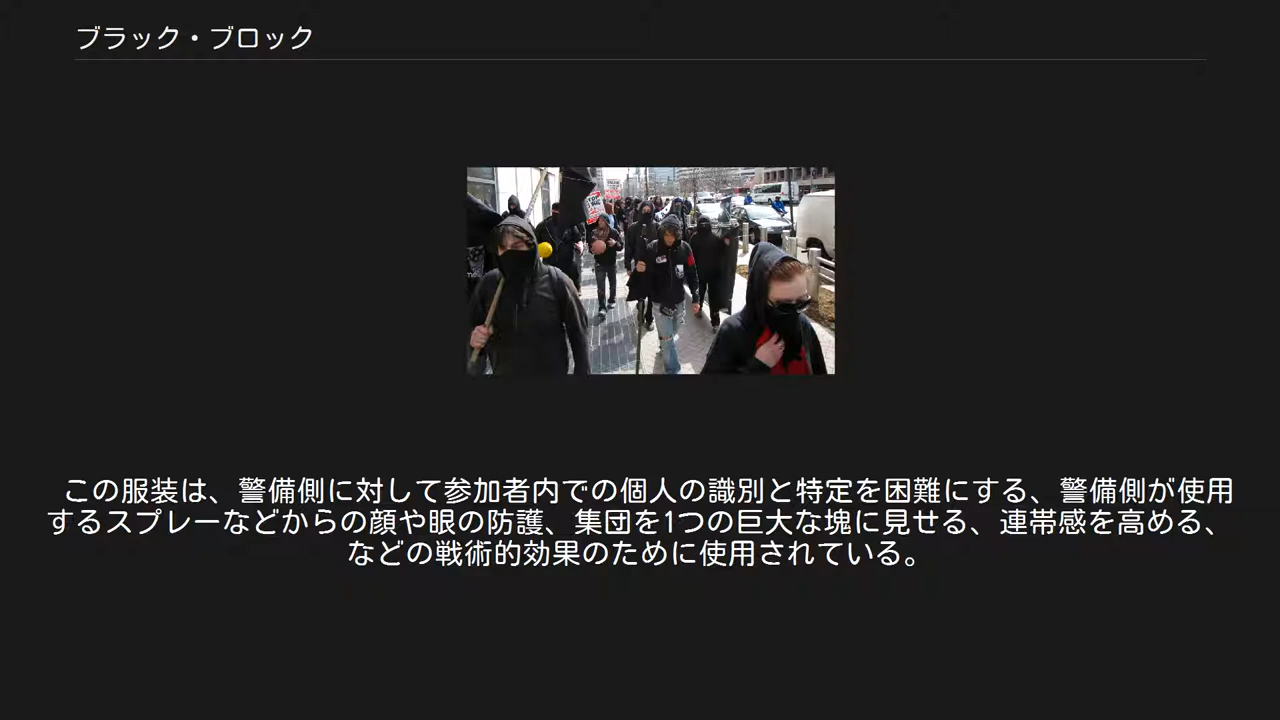 ブラック・ブロック
この服装は、警備側に対して参加者内での個人の識別と特定を困難にする、警備側が使用
するスプレーなどからの顔や眼の防護、集団を1つの巨大な塊に見せる、連帯感を高める、
などの戦術的効果のために使用されている。